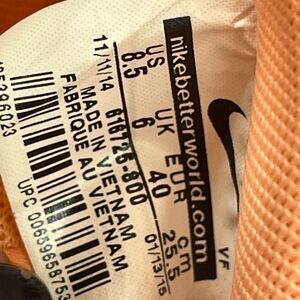 nikebetterworld.com
US UK EUR cm
8.5 6 40 25.5
11/11/14 01/13/15
616725-800
MADE IN VIETNAM
FABRIQUE AU VIETNAM
VF